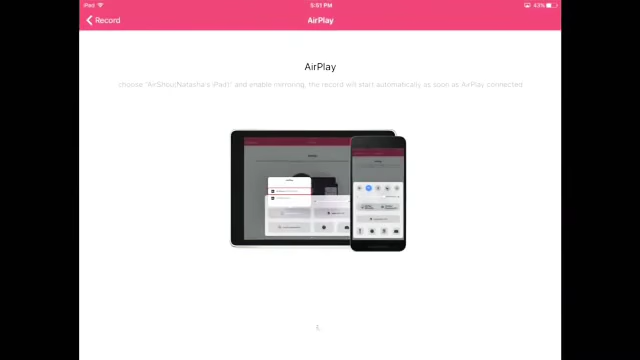 iPad 5:51 PM 43%
Record AirPlay
AirPlay
choose "AirShou(Natasha's iPad)" and enable mirroring, the record will start automatically as soon as AirPlay connected
5.